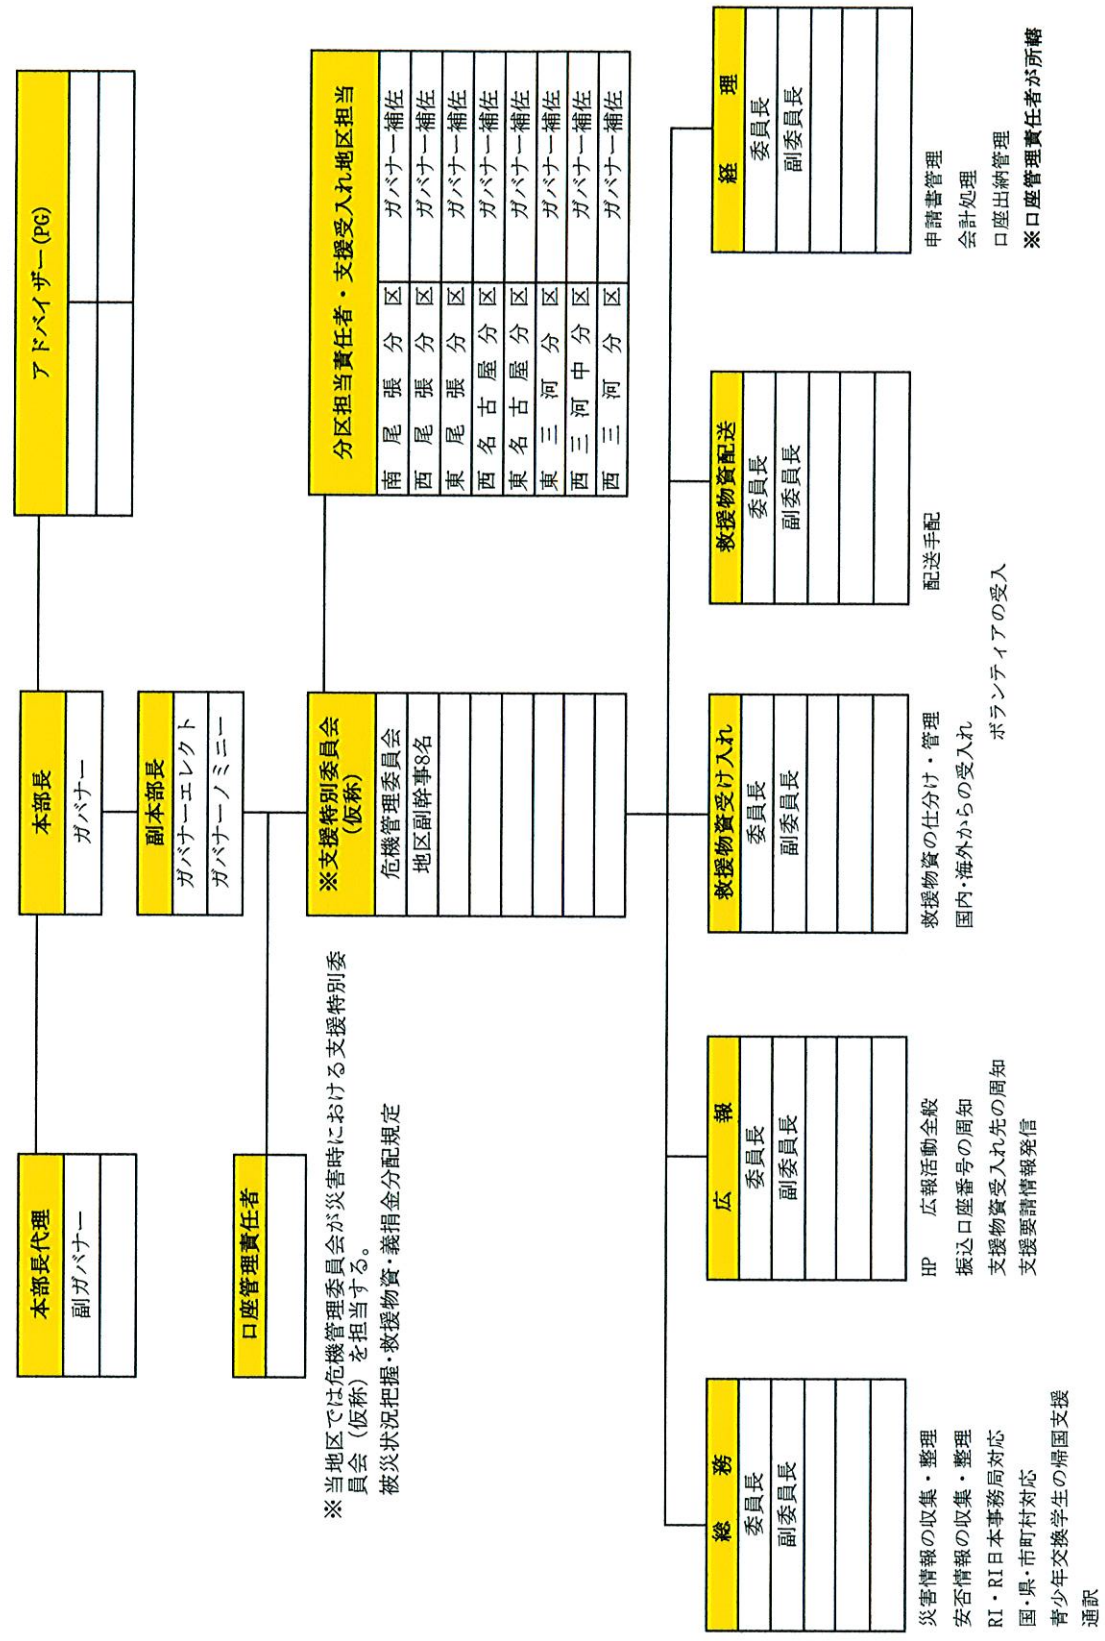 本部長代理
副ガバナー
本部長
ガバナー
アドバイザー(PG)
副本部長
ガバナーエレクト
ガバナーノミニー
口座管理責任者
※当地区では危機管理委員会が災害時における支援特別委
員会（仮称）を担当する。
被災状況把握・救援物資・義捐金分配規定
※支援特別委員会
（仮称）
危機管理委員会
地区副幹事8名
分区担当責任者・支援受入れ地区担当
南尾張分区 ガバナー補佐
西尾張分区 ガバナー補佐
東尾張分区 ガバナー補佐
西名古屋分区 ガバナー補佐
東名古屋分区 ガバナー補佐
東三河分区 ガバナー補佐
西三河中分区 ガバナー補佐
西三河分区 ガバナー補佐
総務
委員長
副委員長
災害情報の収集・整理
安否情報の収集・整理
RI・RI日本事務局対応
国・県・市町村対応
青少年交換学生の帰国支援
通訳
広報
委員長
副委員長
HP 広報活動全般
振込口座番号の周知
支援物資受入れ先の周知
支援要請情報発信
救援物資受け入れ
委員長
副委員長
救援物資の仕分け・管理
国内・海外からの受入れ
ボランティアの受入
救援物資配送
委員長
副委員長
配送手配
経理
委員長
副委員長
申請書管理
会計処理
口座出納管理
※口座管理責任者が所轄